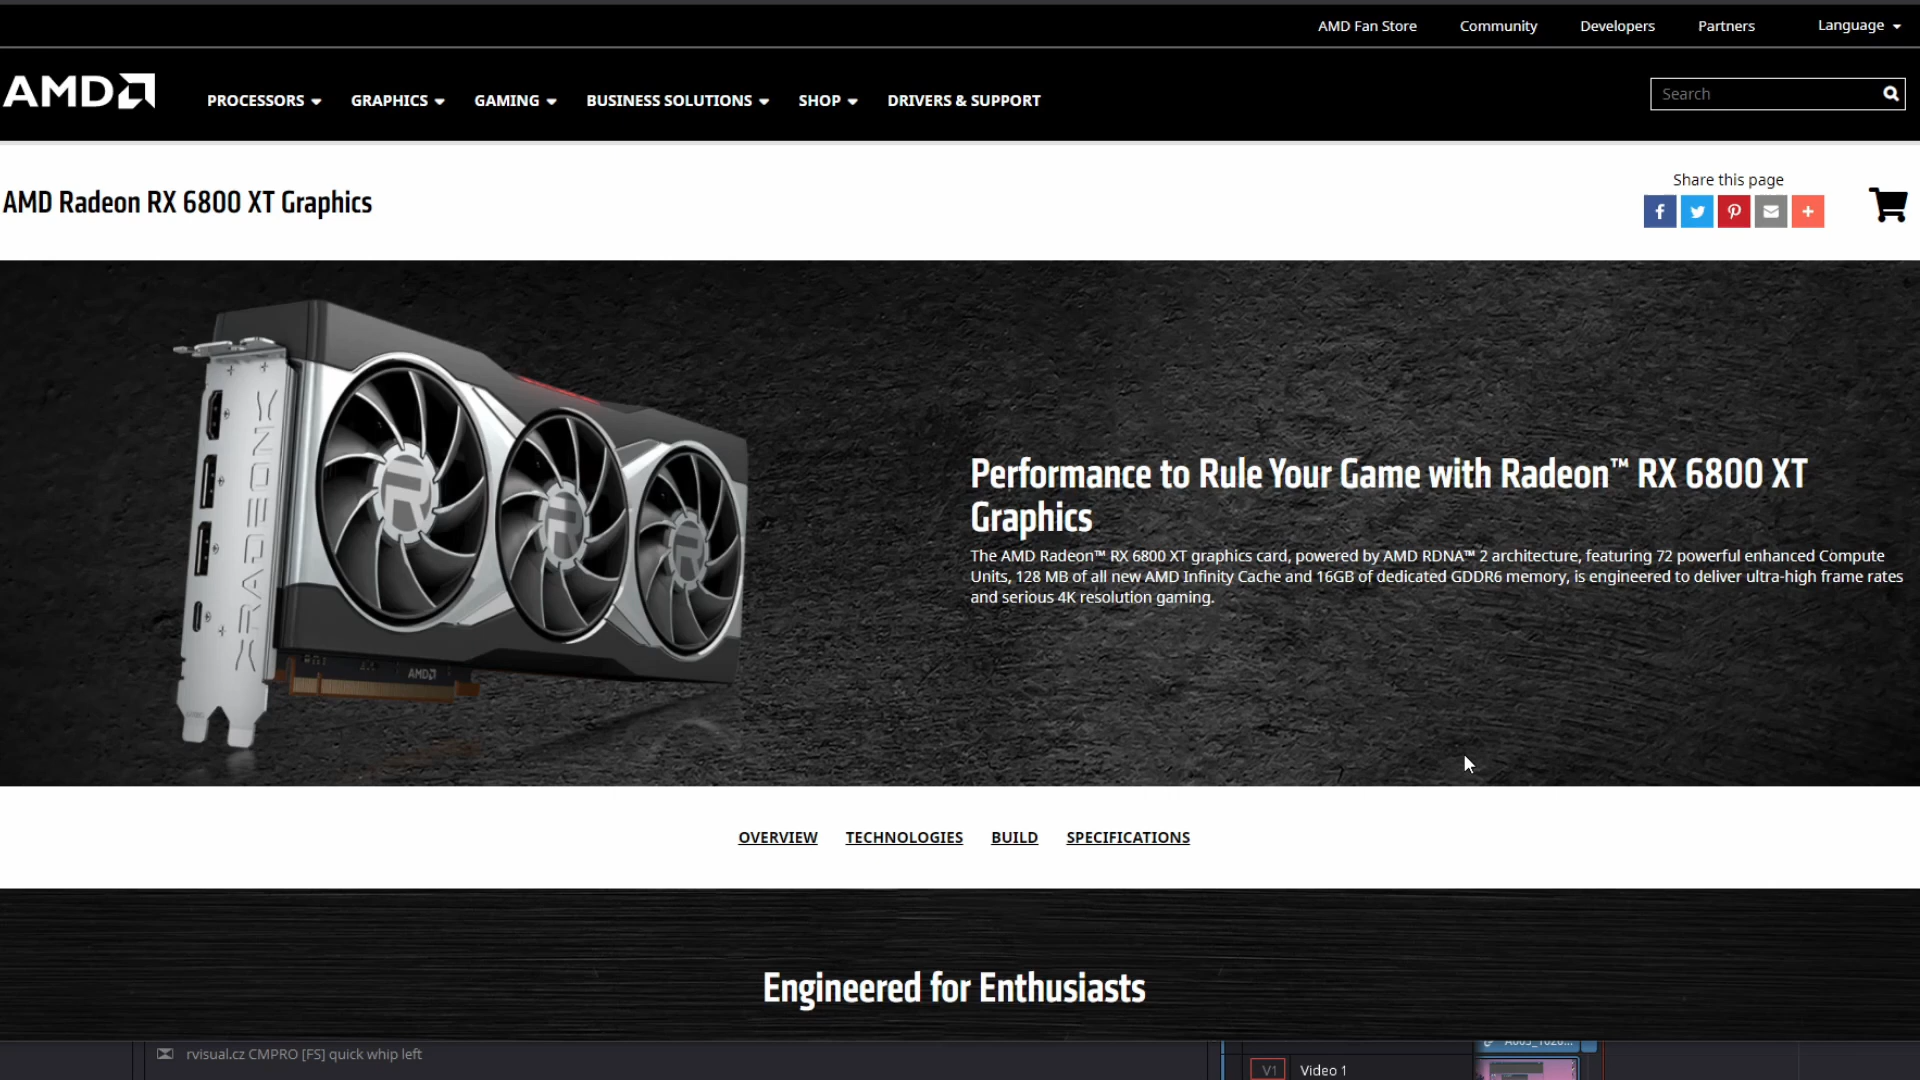 AMD Fan Store Community Developers Partners Language
AMD
PROCESSORS GRAPHICS GAMING BUSINESS SOLUTIONS SHOP DRIVERS & SUPPORT
Search
AMD Radeon RX 6800 XT Graphics
Share this page
RADEON
AMD
Performance to Rule Your Game with Radeon™ RX 6800 XT
Graphics
The AMD Radeon™ RX 6800 XT graphics card, powered by AMD RDNA™ 2 architecture, featuring 72 powerful enhanced Compute
Units, 128 MB of all new AMD Infinity Cache and 16GB of dedicated GDDR6 memory, is engineered to deliver ultra-high frame rates
and serious 4K resolution gaming.
OVERVIEW TECHNOLOGIES BUILD SPECIFICATIONS
Engineered for Enthusiasts
rvisual.cz CMPRO [FS] quick whip left
V1 Video 1